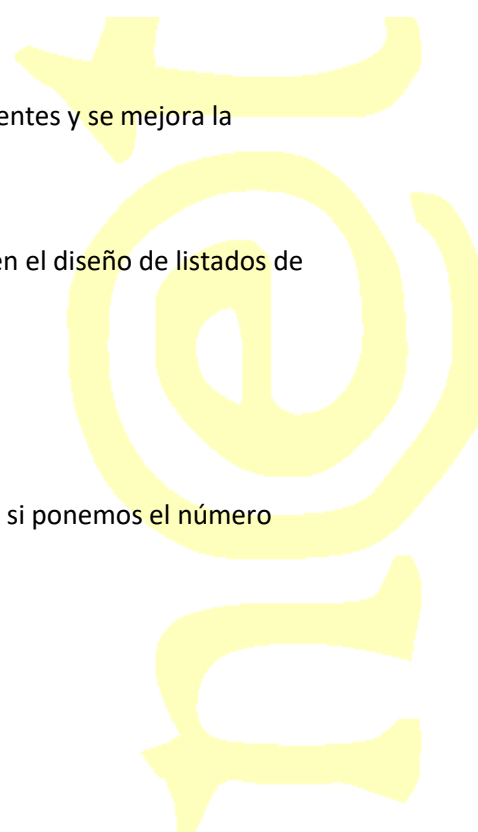 entes y se mejora la
en el diseño de listados de
si ponemos el número
n@t